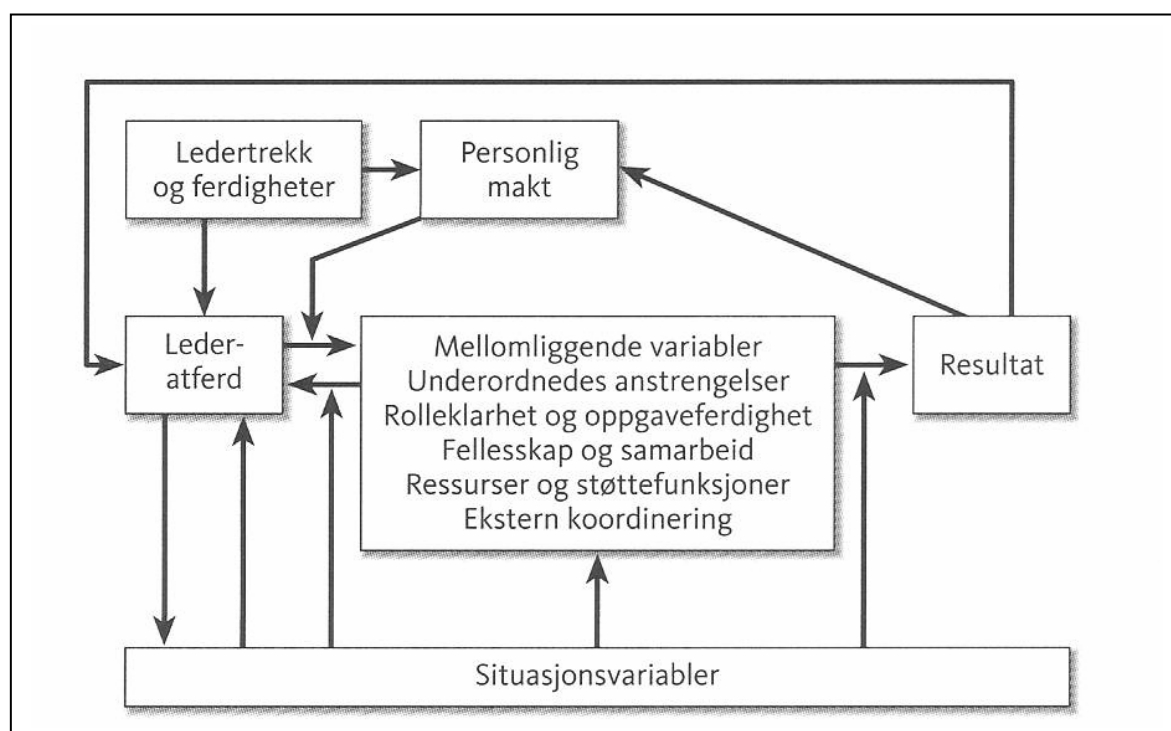 Ledertrekk
og ferdigheter
Personlig
makt
Leder-
atferd
Mellomliggende variabler
Underordnedes anstrengelser
Rolleklarhet og oppgaveferdighet
Fellesskap og samarbeid
Ressurser og støttefunksjoner
Ekstern koordinering
Resultat
Situasjonsvariabler